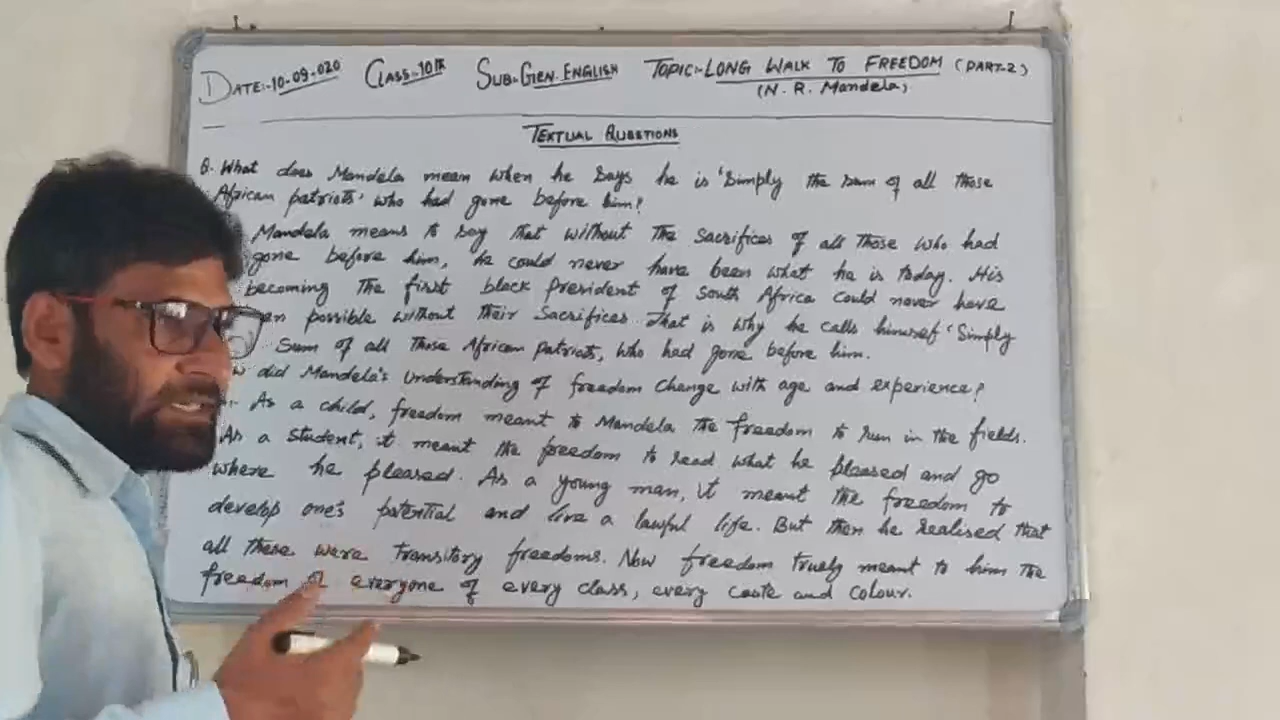 DATE:-10-09-020 CLASS:-10th SUB:-GEN. ENGLISH TOPIC:-LONG WALK TO FREEDOM (PART-2)
(N. R. Mandela)
TEXTUAL QUESTIONS
Q. What does Mandela mean when he says he is 'Simply the sum of all those
African patriots' who had gone before him?
Mandela means to say that without the sacrifices of all those who had
gone before him, he could never have been what he is today. His
becoming the first black President of South Africa could never have
en possible without their Sacrifices. That is why he calls himself 'Simply
Sum of all those African patriots, who had gone before him.
w did Mandela's understanding of freedom change with age and experience?
As a child, freedom meant to Mandela the freedom to run in the fields.
As a student, it meant the freedom to read what he pleased and go
where he pleased. As a young man, it meant the freedom to
develop one's potential and live a lawful life. But then he realised that
all these were transitory freedoms. Now freedom truely meant to him the
freedom of everyone of every class, every caste and colour.